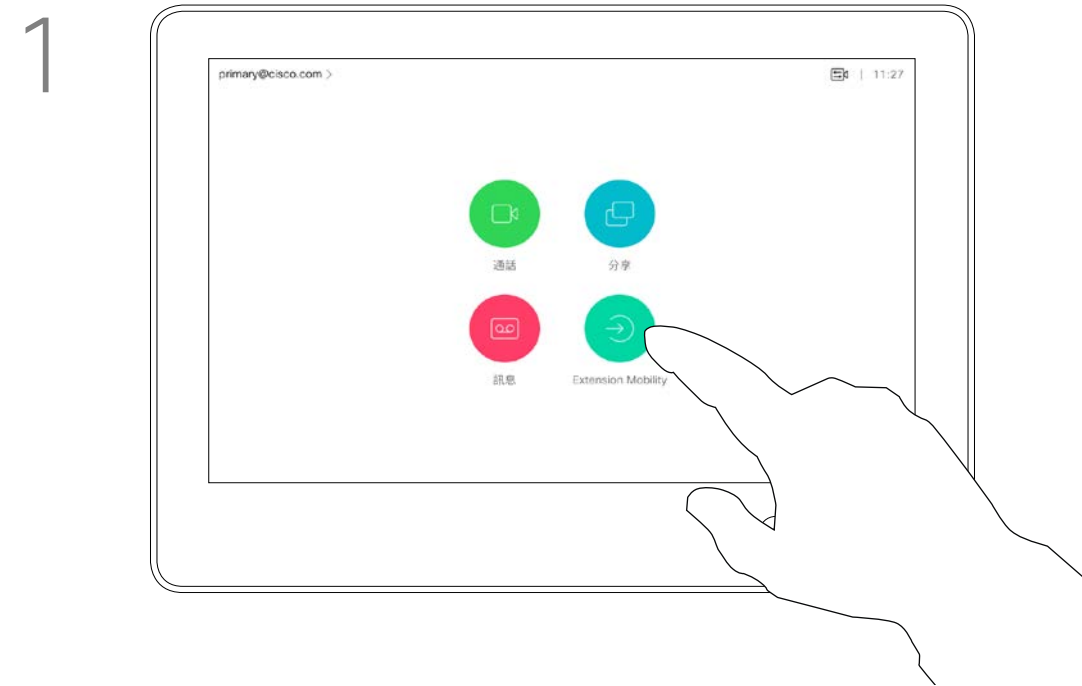 1
primary@cisco.com >
11:27
通話
分享
訊息
Extension Mobility